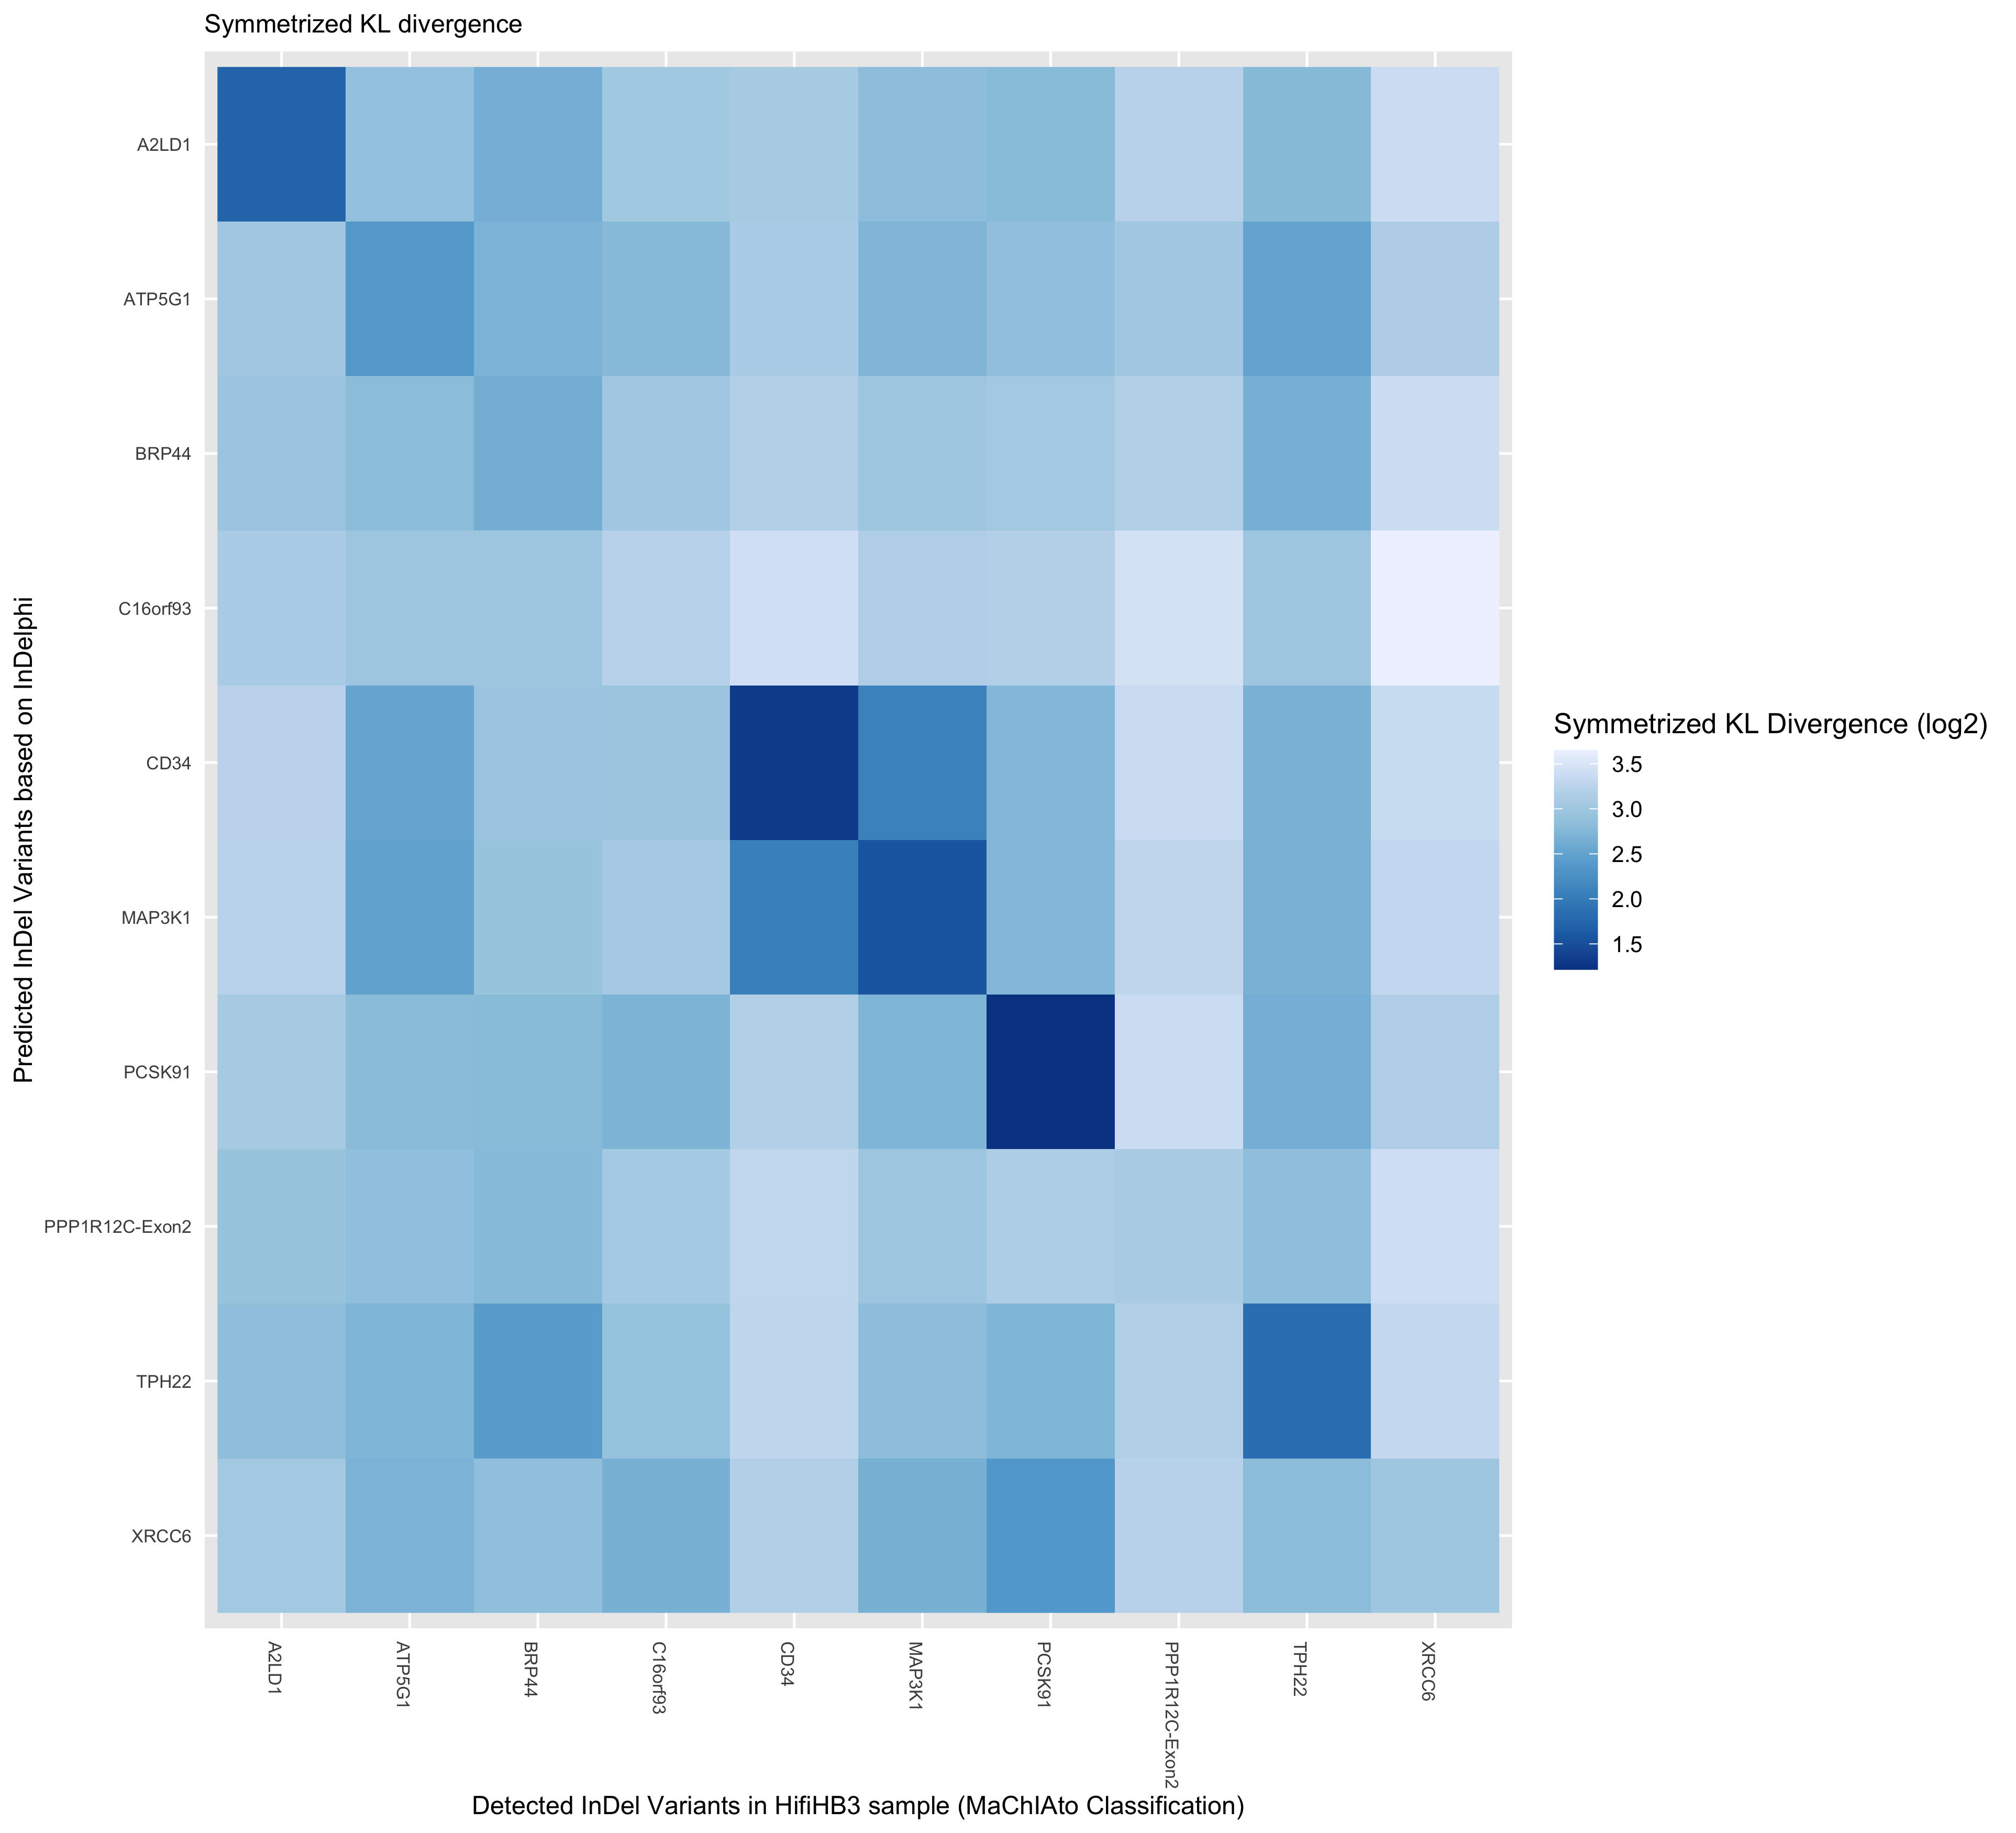 Symmetrized KL divergence
Predicted InDel Variants based on InDelphi
A2LD1
ATP5G1
BRP44
C16orf93
CD34
MAP3K1
PCSK91
PPP1R12C-Exon2
TPH22
XRCC6
A2LD1
ATP5G1
BRP44
C16orf93
CD34
MAP3K1
PCSK91
PPP1R12C-Exon2
TPH22
XRCC6
Detected InDel Variants in HifiHB3 sample (MaChIAto Classification)
Symmetrized KL Divergence (log2)
3.5
3.0
2.5
2.0
1.5